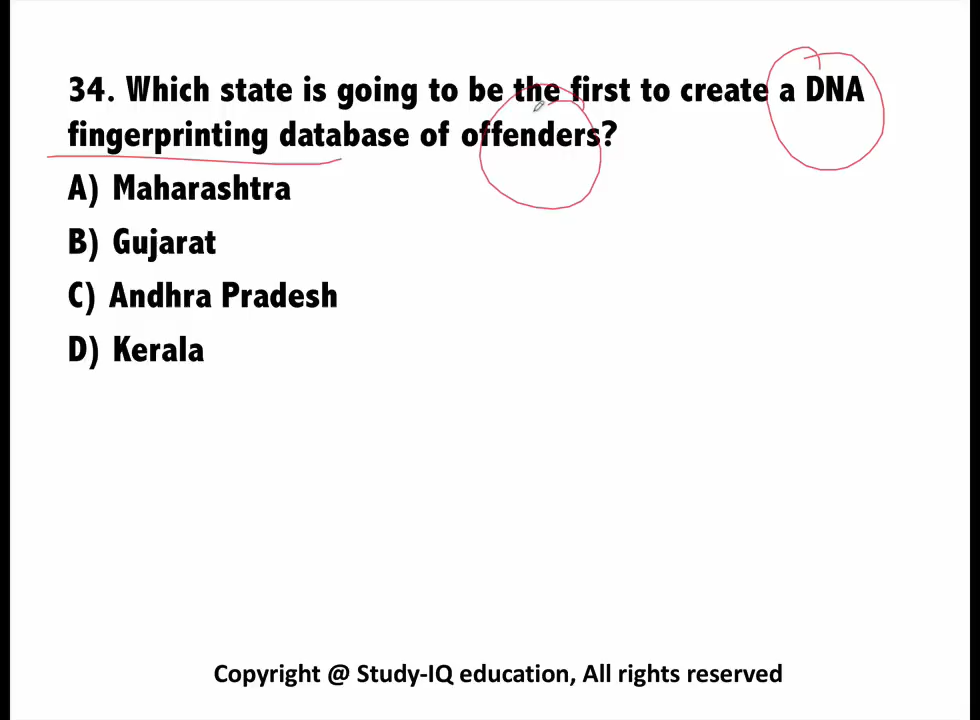 34. Which state is going to be the first to create a DNA
fingerprinting database of offenders?
A) Maharashtra
B) Gujarat
C) Andhra Pradesh
D) Kerala
Copyright @ Study-IQ education, All rights reserved